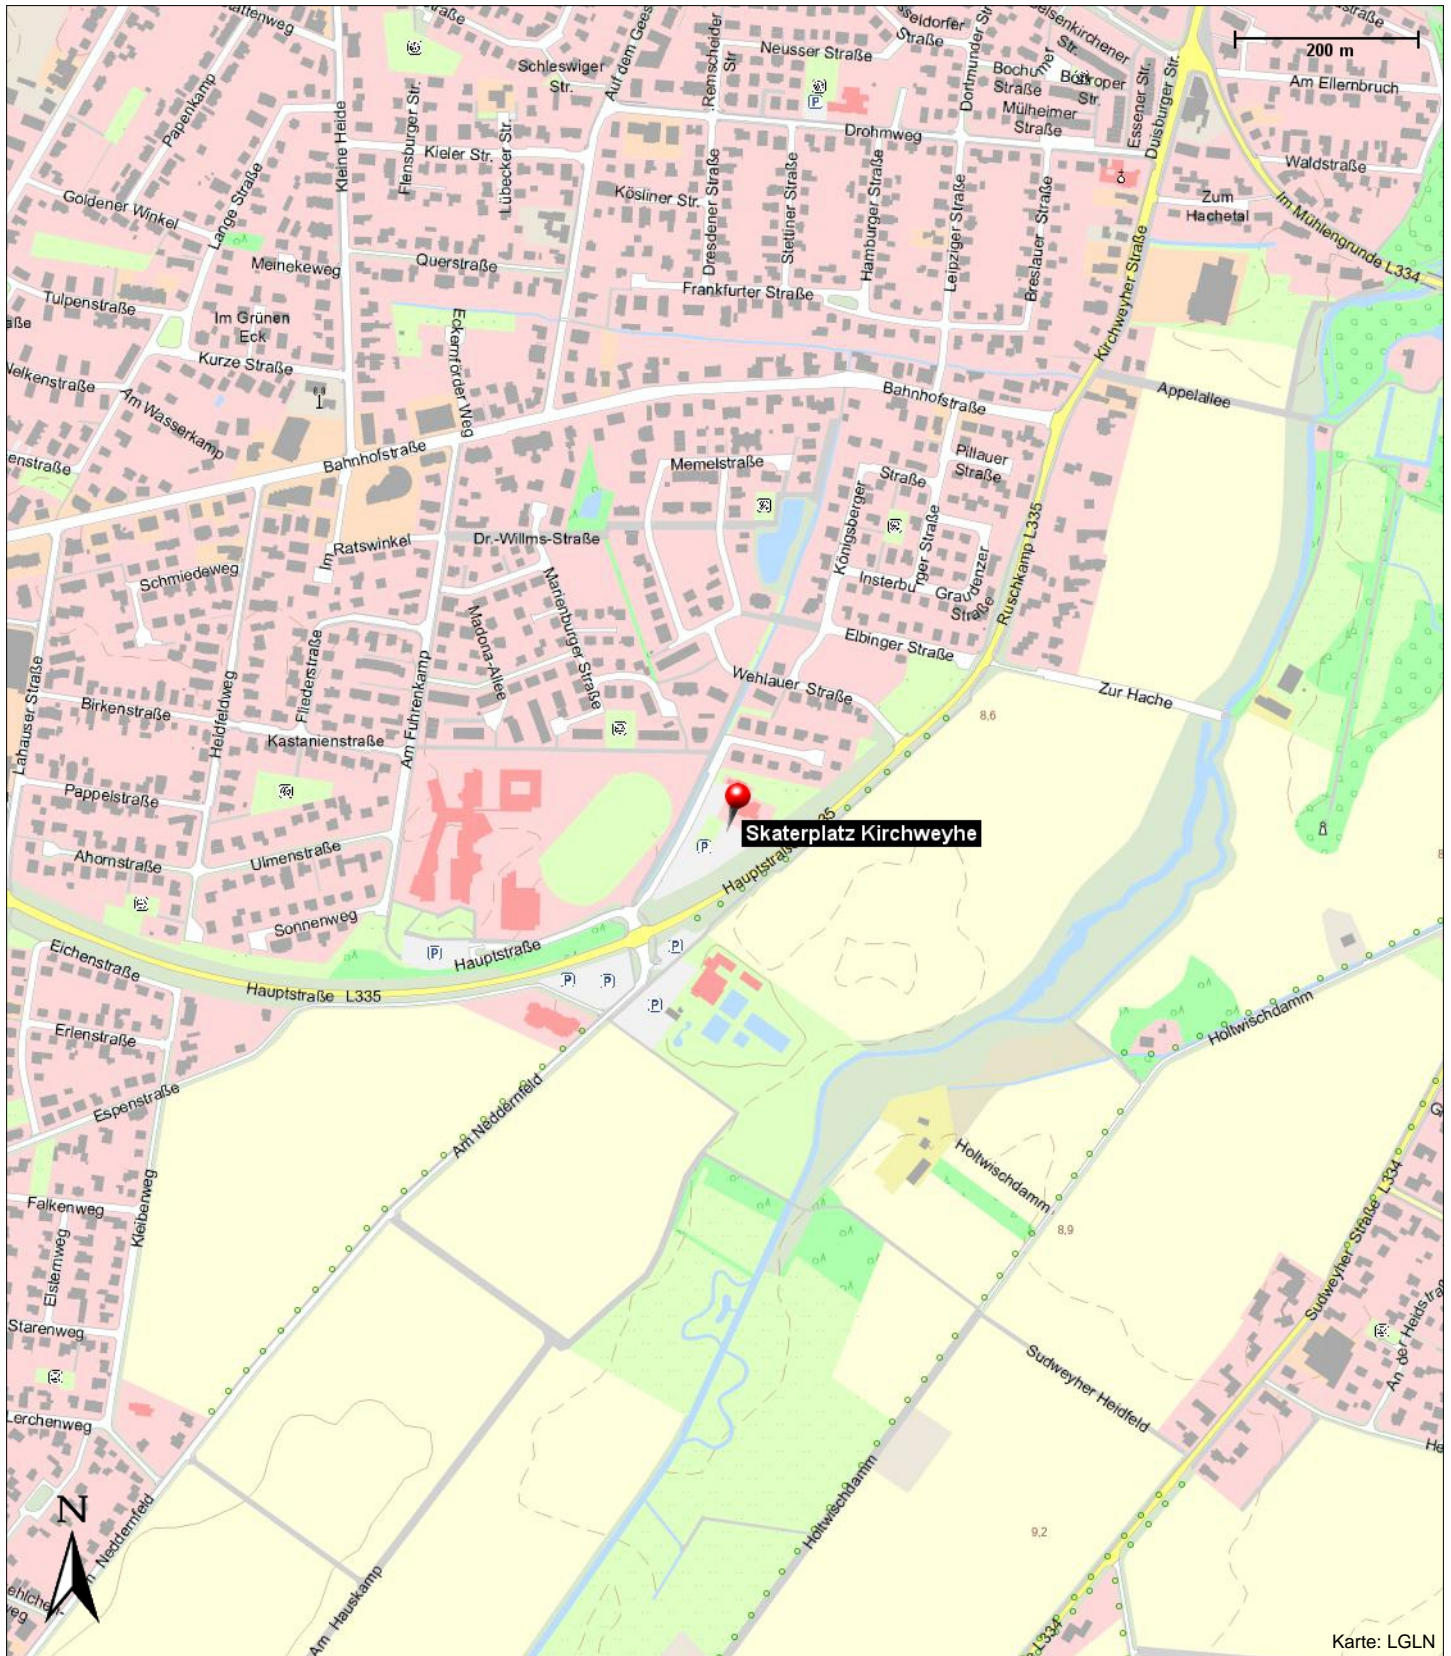 200 m
Neusser Straße
Straße
Schleswiger
Str.
Bochumer
Straße
Bottroper
Str.
Mülheimer
Straße
Am Ellernbruch
Papenkamp
Kleine Heide
Flensburger Str.
Lübecker Str.
Kieler Str.
Drohmweg
Essener Str.
Duisburger Str.
Dortmunder Str
Remscheider
Str
Auf dem Gees
Waldstraße
Lange Straße
Goldener Winkel
Kösliner Str.
Dresdener Straße
Stettiner Straße
Hamburger Straße
Leipziger Straße
Breslauer Straße
Zum
Hachetal
Im Mühlengrunde L334
Meinekeweg
Querstraße
Frankfurter Straße
Kirchweyher Straße
Tulpenstraße
Im Grünen
Eck
Eckernförder Weg
Kurze Straße
Nelkenstraße
Am Wasserkamp
Appelallee
Bahnhofstraße
Bahnhofstraße
Memelstraße
Pillauer
Straße
Königsberger
Straße
Im Ratswinkel
Dr.-Willms-Straße
Schmiedeweg
Insterburger Straße
Graudenzer
Straße
Ruschkamp L335
Marienburger Straße
Madona-Allee
Elbinger Straße
Wehlauer Straße
Zur Hache
8,6
Lahauser Straße
Birkenstraße
Heidfeldweg
Fliederstraße
Am Fuhrenkamp
Kastanienstraße
Pappelstraße
Skaterplatz Kirchweyhe
Ahornstraße
Ulmenstraße
Sonnenweg
P
Hauptstraße
35
P
Hauptstraße
P
P
P
P
P
Eichenstraße
Hauptstraße L335
Erlenstraße
Espenstraße
Holtwischdamm
Am Neddernfeld
Holtwischdamm
8,9
Falkenweg
Kleiberweg
Elsternweg
Starenweg
Sudweyher Straße L334
Sudweyher Heidfeld
An der Heidstraß
Lerchenweg
N
Neddernfeld
Holtwischdamm
9,2
Am Hauskamp
L334
Karte: LGLN